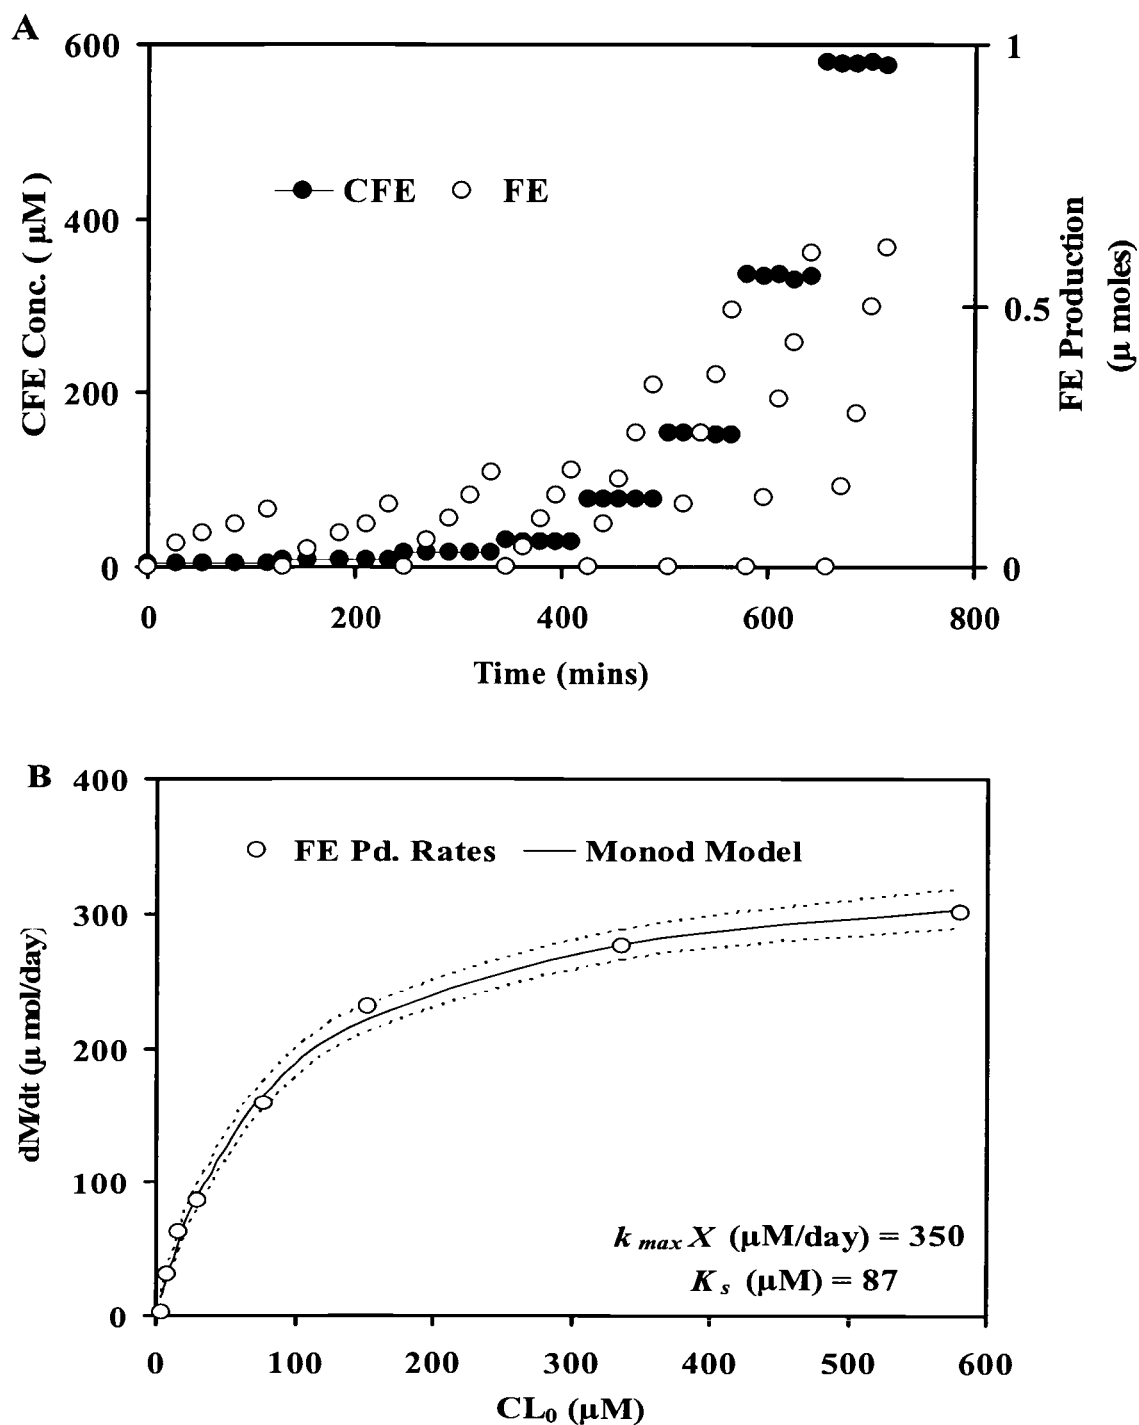 A
600
400
200
0
CFE Conc. ( μM )
CFE FE
1
0.5
0
FE Production
(μ moles)
0 200 400 600 800
Time (mins)
B
400
300
200
100
0
dM/dt (μ mol/day)
FE Pd. Rates Monod Model
k max X (μM/day) = 350
K s (μM) = 87
0 100 200 300 400 500 600
CL0 (μM)